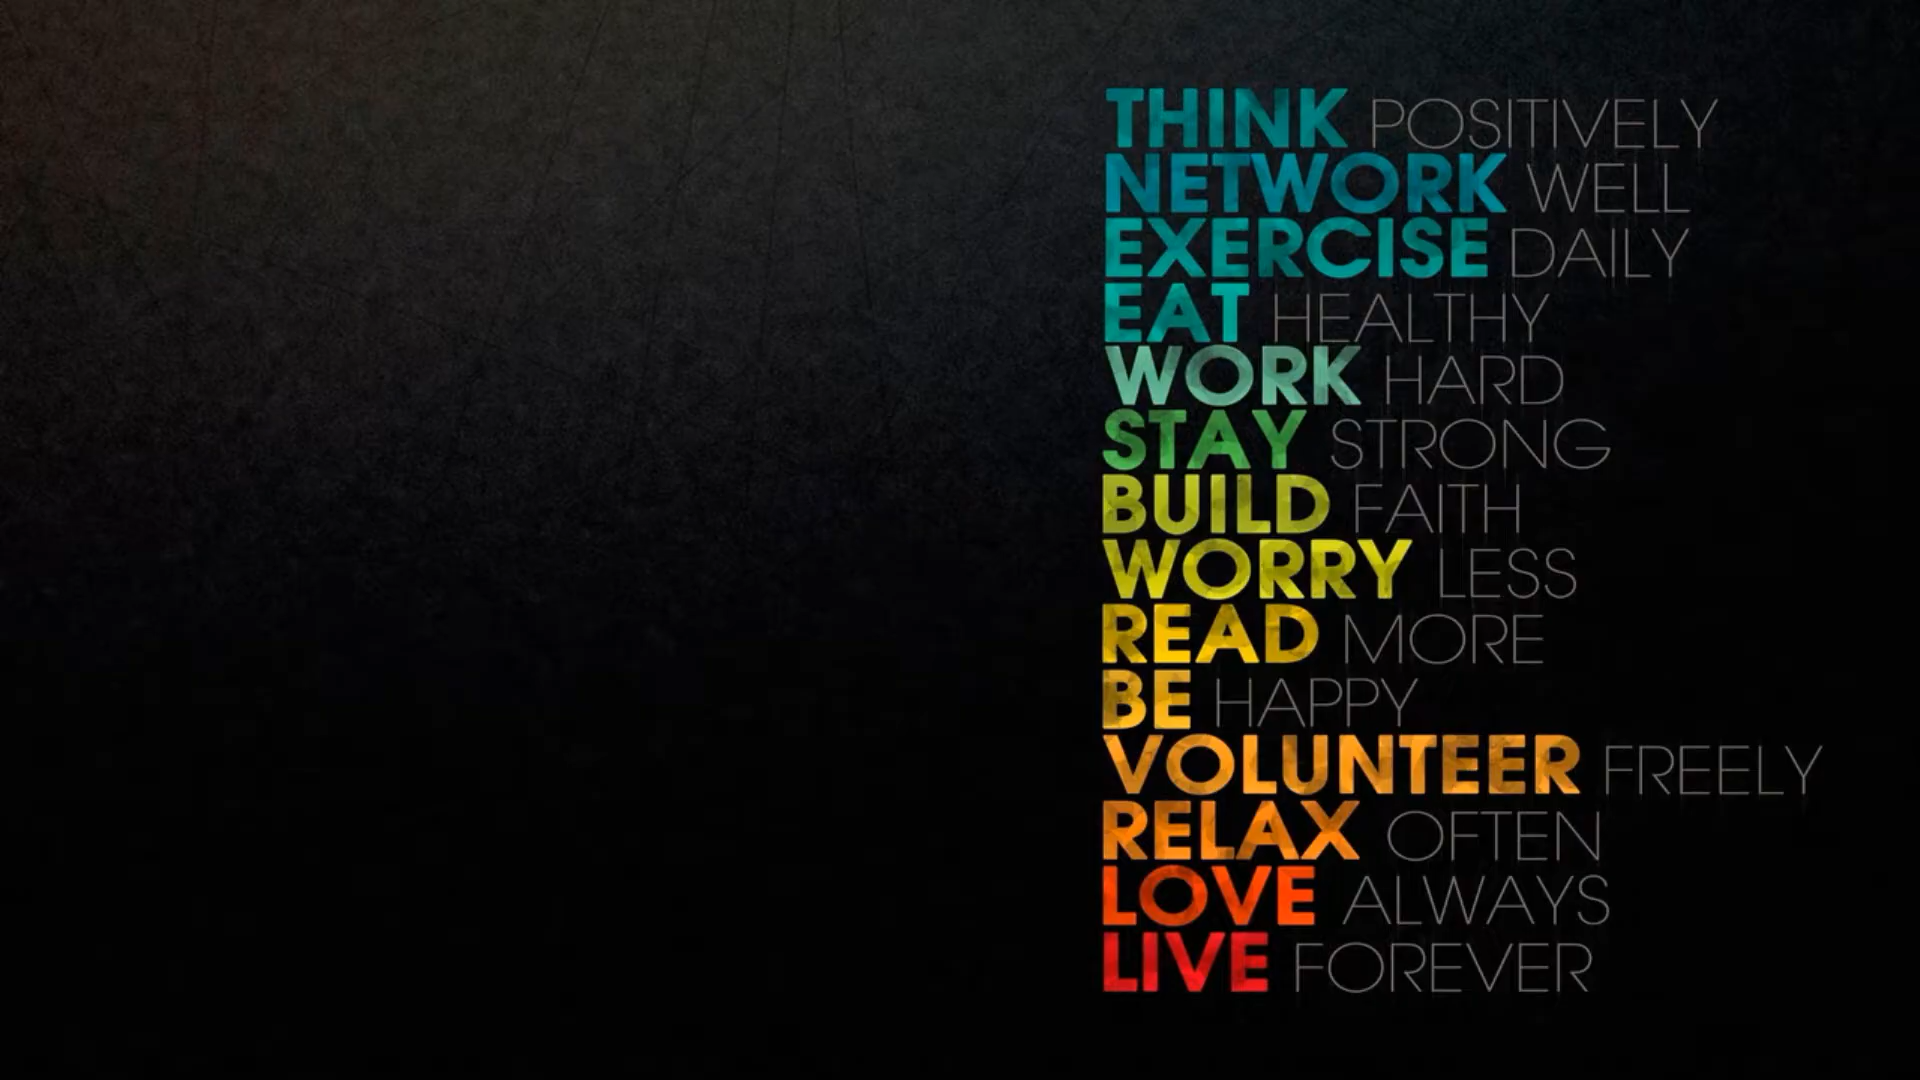 THINK POSITIVELY
NETWORK WELL
EXERCISE DAILY
EAT HEALTHY
WORK HARD
STAY STRONG
BUILD FAITH
WORRY LESS
READ MORE
BE HAPPY
VOLUNTEER FREELY
RELAX OFTEN
LOVE ALWAYS
LIVE FOREVER